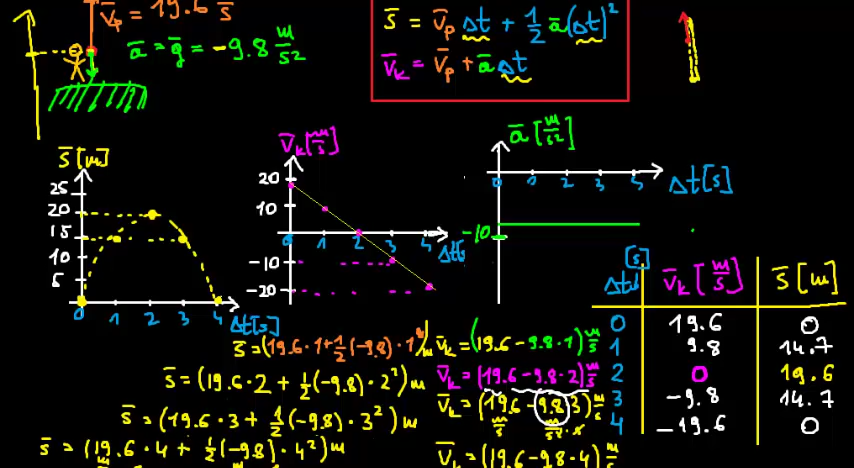 v̄ₚ = 19.6 m/s
ā = ḡ = -9.8 m/s²
s̄ = v̄ₚ Δt + 1/2 ā(Δt)²
v̄ₖ = v̄ₚ + ā Δt
s̄[m]
25
20
15
10
5
0 1 2 3 4 Δt[s]
v̄ₖ[m/s]
20
10
0 1 2 3 4 Δt[s
-10
-20
ā[m/s²]
0 1 2 3 Δt[s]
-10
[s]
Δt v̄ₖ[m/s] s̄[m]
0 19.6 0
1 9.8 14.7
2 0 19.6
3 -9.8 14.7
4 -19.6 0
s̄ = (19.6·1 + 1/2(-9.8)·1²)m
v̄ₖ = (19.6 - 9.8·1) m/s
s̄ = (19.6·2 + 1/2(-9.8)·2²)m
v̄ₖ = (19.6 - 9.8·2) m/s
s̄ = (19.6·3 + 1/2(-9.8)·3²)m
v̄ₖ = (19.6 - 9.8·3) m/s
m/s m/s²·s
s̄ = (19.6·4 + 1/2(-9.8)·4²)m
v̄ₖ = (19.6 - 9.8·4) m/s